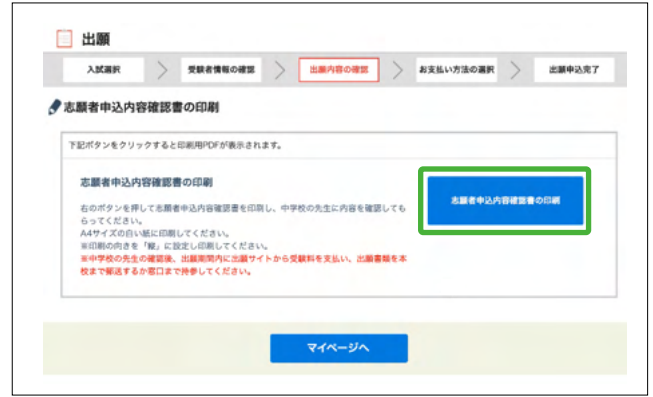 出願
入試選択
受験者情報の確認
出願内容の確認
お支払い方法の選択
出願申込完了
志願者申込内容確認書の印刷
下記ボタンをクリックすると印刷用PDFが表示されます。
志願者申込内容確認書の印刷
右のボタンを押して志願者申込内容確認書を印刷し、中学校の先生に内容を確認しても
らってください。
A4サイズの白い紙に印刷してください。
※印刷の向きを「縦」に設定し印刷してください。
※中学校の先生の確認後、出願期間内に出願サイトから受験料を支払い、出願書類を本
校まで郵送するか窓口まで持参してください。
志願者申込内容確認書の印刷
マイページへ